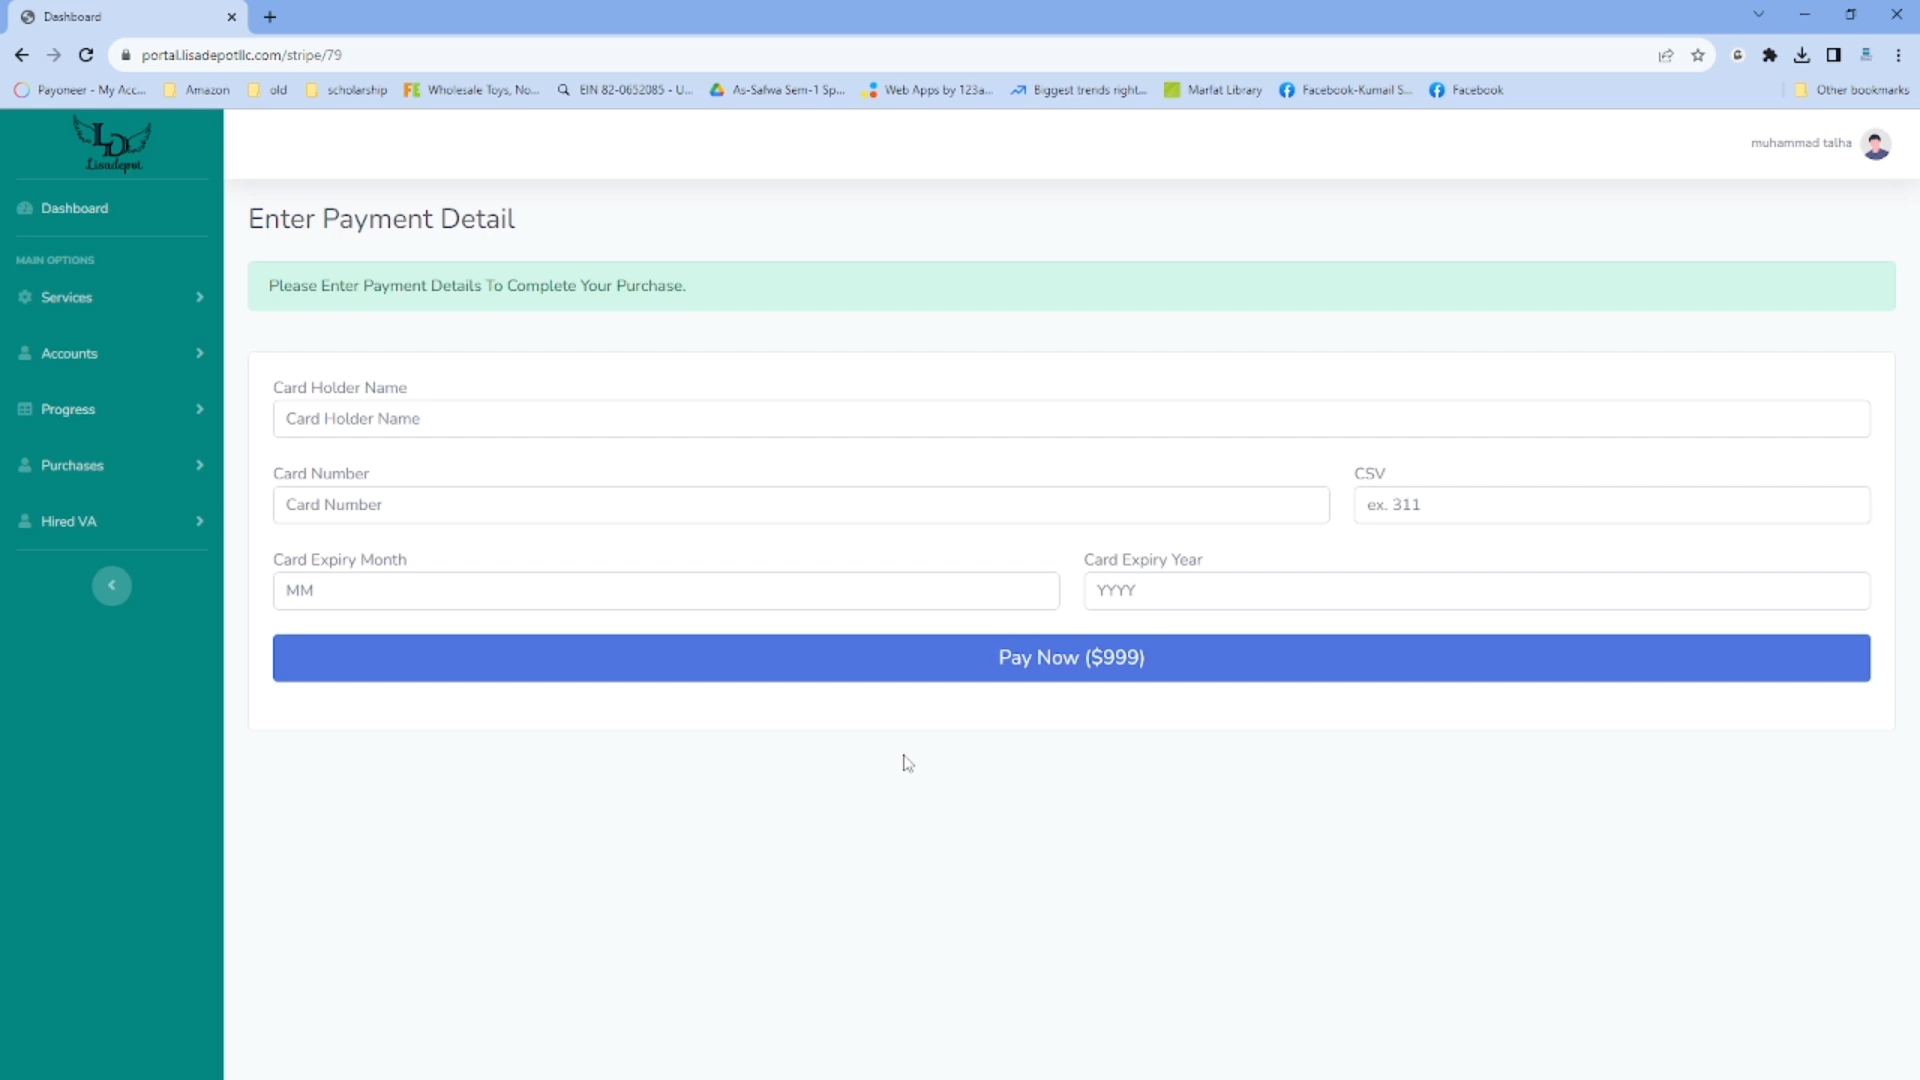 Dashboard
portal.lisadepotllc.com/stripe/79
Payoneer - My Acc...
Amazon
old
scholarship
Wholesale Toys, No...
EIN 82-0652085 - U...
As-Safwa Sem-1 Sp...
Web Apps by 123a...
Biggest trends right...
Marfat Library
Facebook-Kumail S...
Facebook
Other bookmarks
LD
Lisadepot
muhammad talha
Dashboard
MAIN OPTIONS
Services
Accounts
Progress
Purchases
Hired VA
Enter Payment Detail
Please Enter Payment Details To Complete Your Purchase.
Card Holder Name
Card Holder Name
Card Number
CSV
Card Number
ex. 311
Card Expiry Month
Card Expiry Year
MM
YYYY
Pay Now ($999)